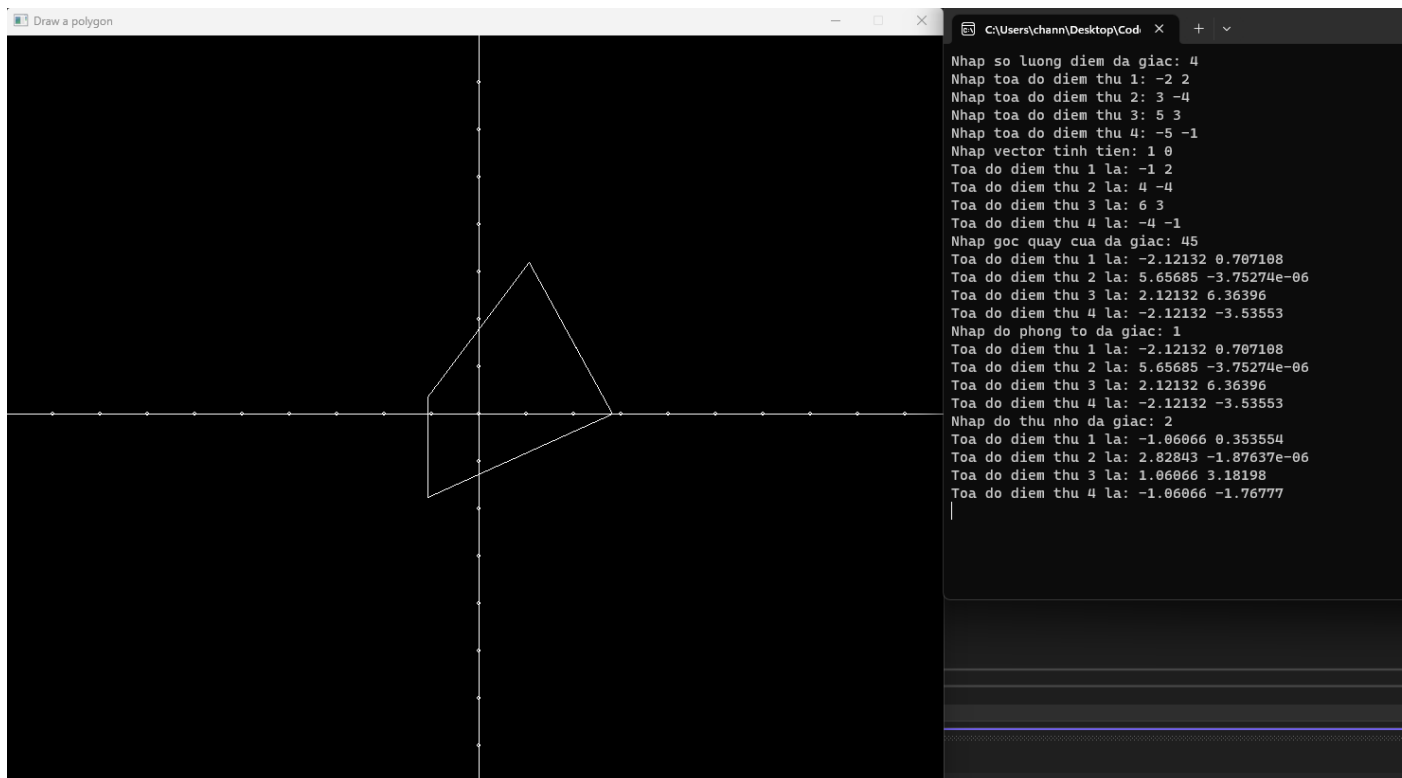 Draw a polygon
C:\Users\chann\Desktop\Cod
Nhap so luong diem da giac: 4
Nhap toa do diem thu 1: -2 2
Nhap toa do diem thu 2: 3 -4
Nhap toa do diem thu 3: 5 3
Nhap toa do diem thu 4: -5 -1
Nhap vector tinh tien: 1 0
Toa do diem thu 1 la: -1 2
Toa do diem thu 2 la: 4 -4
Toa do diem thu 3 la: 6 3
Toa do diem thu 4 la: -4 -1
Nhap goc quay cua da giac: 45
Toa do diem thu 1 la: -2.12132 0.707108
Toa do diem thu 2 la: 5.65685 -3.75274e-06
Toa do diem thu 3 la: 2.12132 6.36396
Toa do diem thu 4 la: -2.12132 -3.53553
Nhap do phong to da giac: 1
Toa do diem thu 1 la: -2.12132 0.707108
Toa do diem thu 2 la: 5.65685 -3.75274e-06
Toa do diem thu 3 la: 2.12132 6.36396
Toa do diem thu 4 la: -2.12132 -3.53553
Nhap do thu nho da giac: 2
Toa do diem thu 1 la: -1.06066 0.353554
Toa do diem thu 2 la: 2.82843 -1.87637e-06
Toa do diem thu 3 la: 1.06066 3.18198
Toa do diem thu 4 la: -1.06066 -1.76777